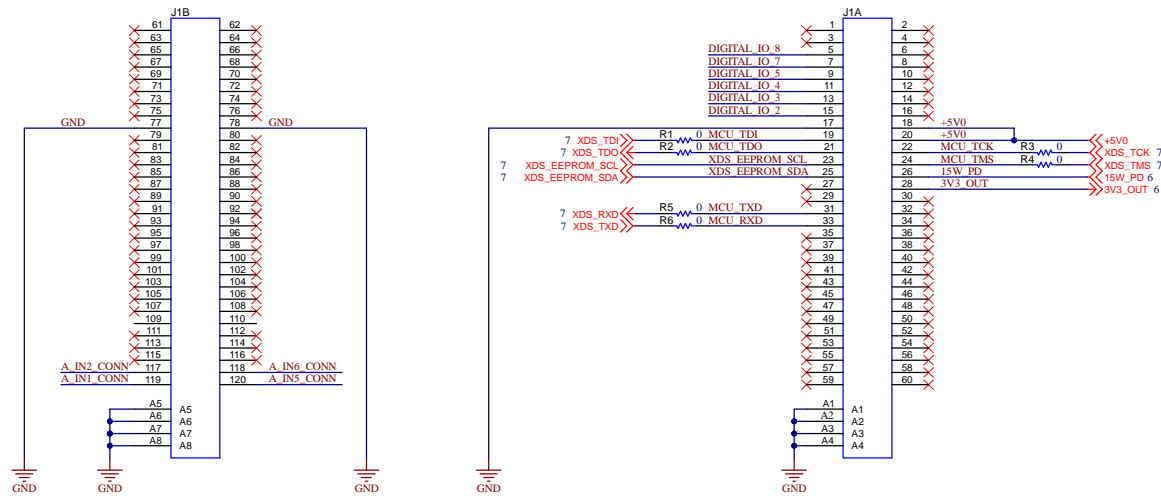 J1B
61 62
63 64
65 66
67 68
69 70
71 72
73 74
75 76
GND 77 78 GND
79 80
81 82
83 84
85 86
87 88
89 90
91 92
93 94
95 96
97 98
99 100
101 102
103 104
105 106
107 108
109 110
111 112
113 114
115 116
A_IN2_CONN 117 118 A_IN6_CONN
A_IN1_CONN 119 120 A_IN5_CONN
A5 A5
A6 A6
A7 A7
A8 A8
GND GND GND
J1A
1 2
3 4
DIGITAL_IO_8 5 6
DIGITAL_IO_7 7 8
DIGITAL_IO_5 9 10
DIGITAL_IO_4 11 12
DIGITAL_IO_3 13 14
DIGITAL_IO_2 15 16
17 18 +5V0
7 XDS_TDI R1 0 MCU_TDI 19 20 +5V0 +5V0
7 XDS_TDO R2 0 MCU_TDO 21 22 MCU_TCK R3 0 XDS_TCK 7
7 XDS_EEPROM_SCL XDS_EEPROM_SCL 23 24 MCU_TMS R4 0 XDS_TMS 7
7 XDS_EEPROM_SDA XDS_EEPROM_SDA 25 26 15W_PD 15W_PD 6
27 28 3V3_OUT 3V3_OUT 6
29 30
7 XDS_RXD R5 0 MCU_TXD 31 32
7 XDS_TXD R6 0 MCU_RXD 33 34
35 36
37 38
39 40
41 42
43 44
45 46
47 48
49 50
51 52
53 54
55 56
57 58
59 60
A1 A1
A2 A2
A3 A3
A4 A4
GND GND